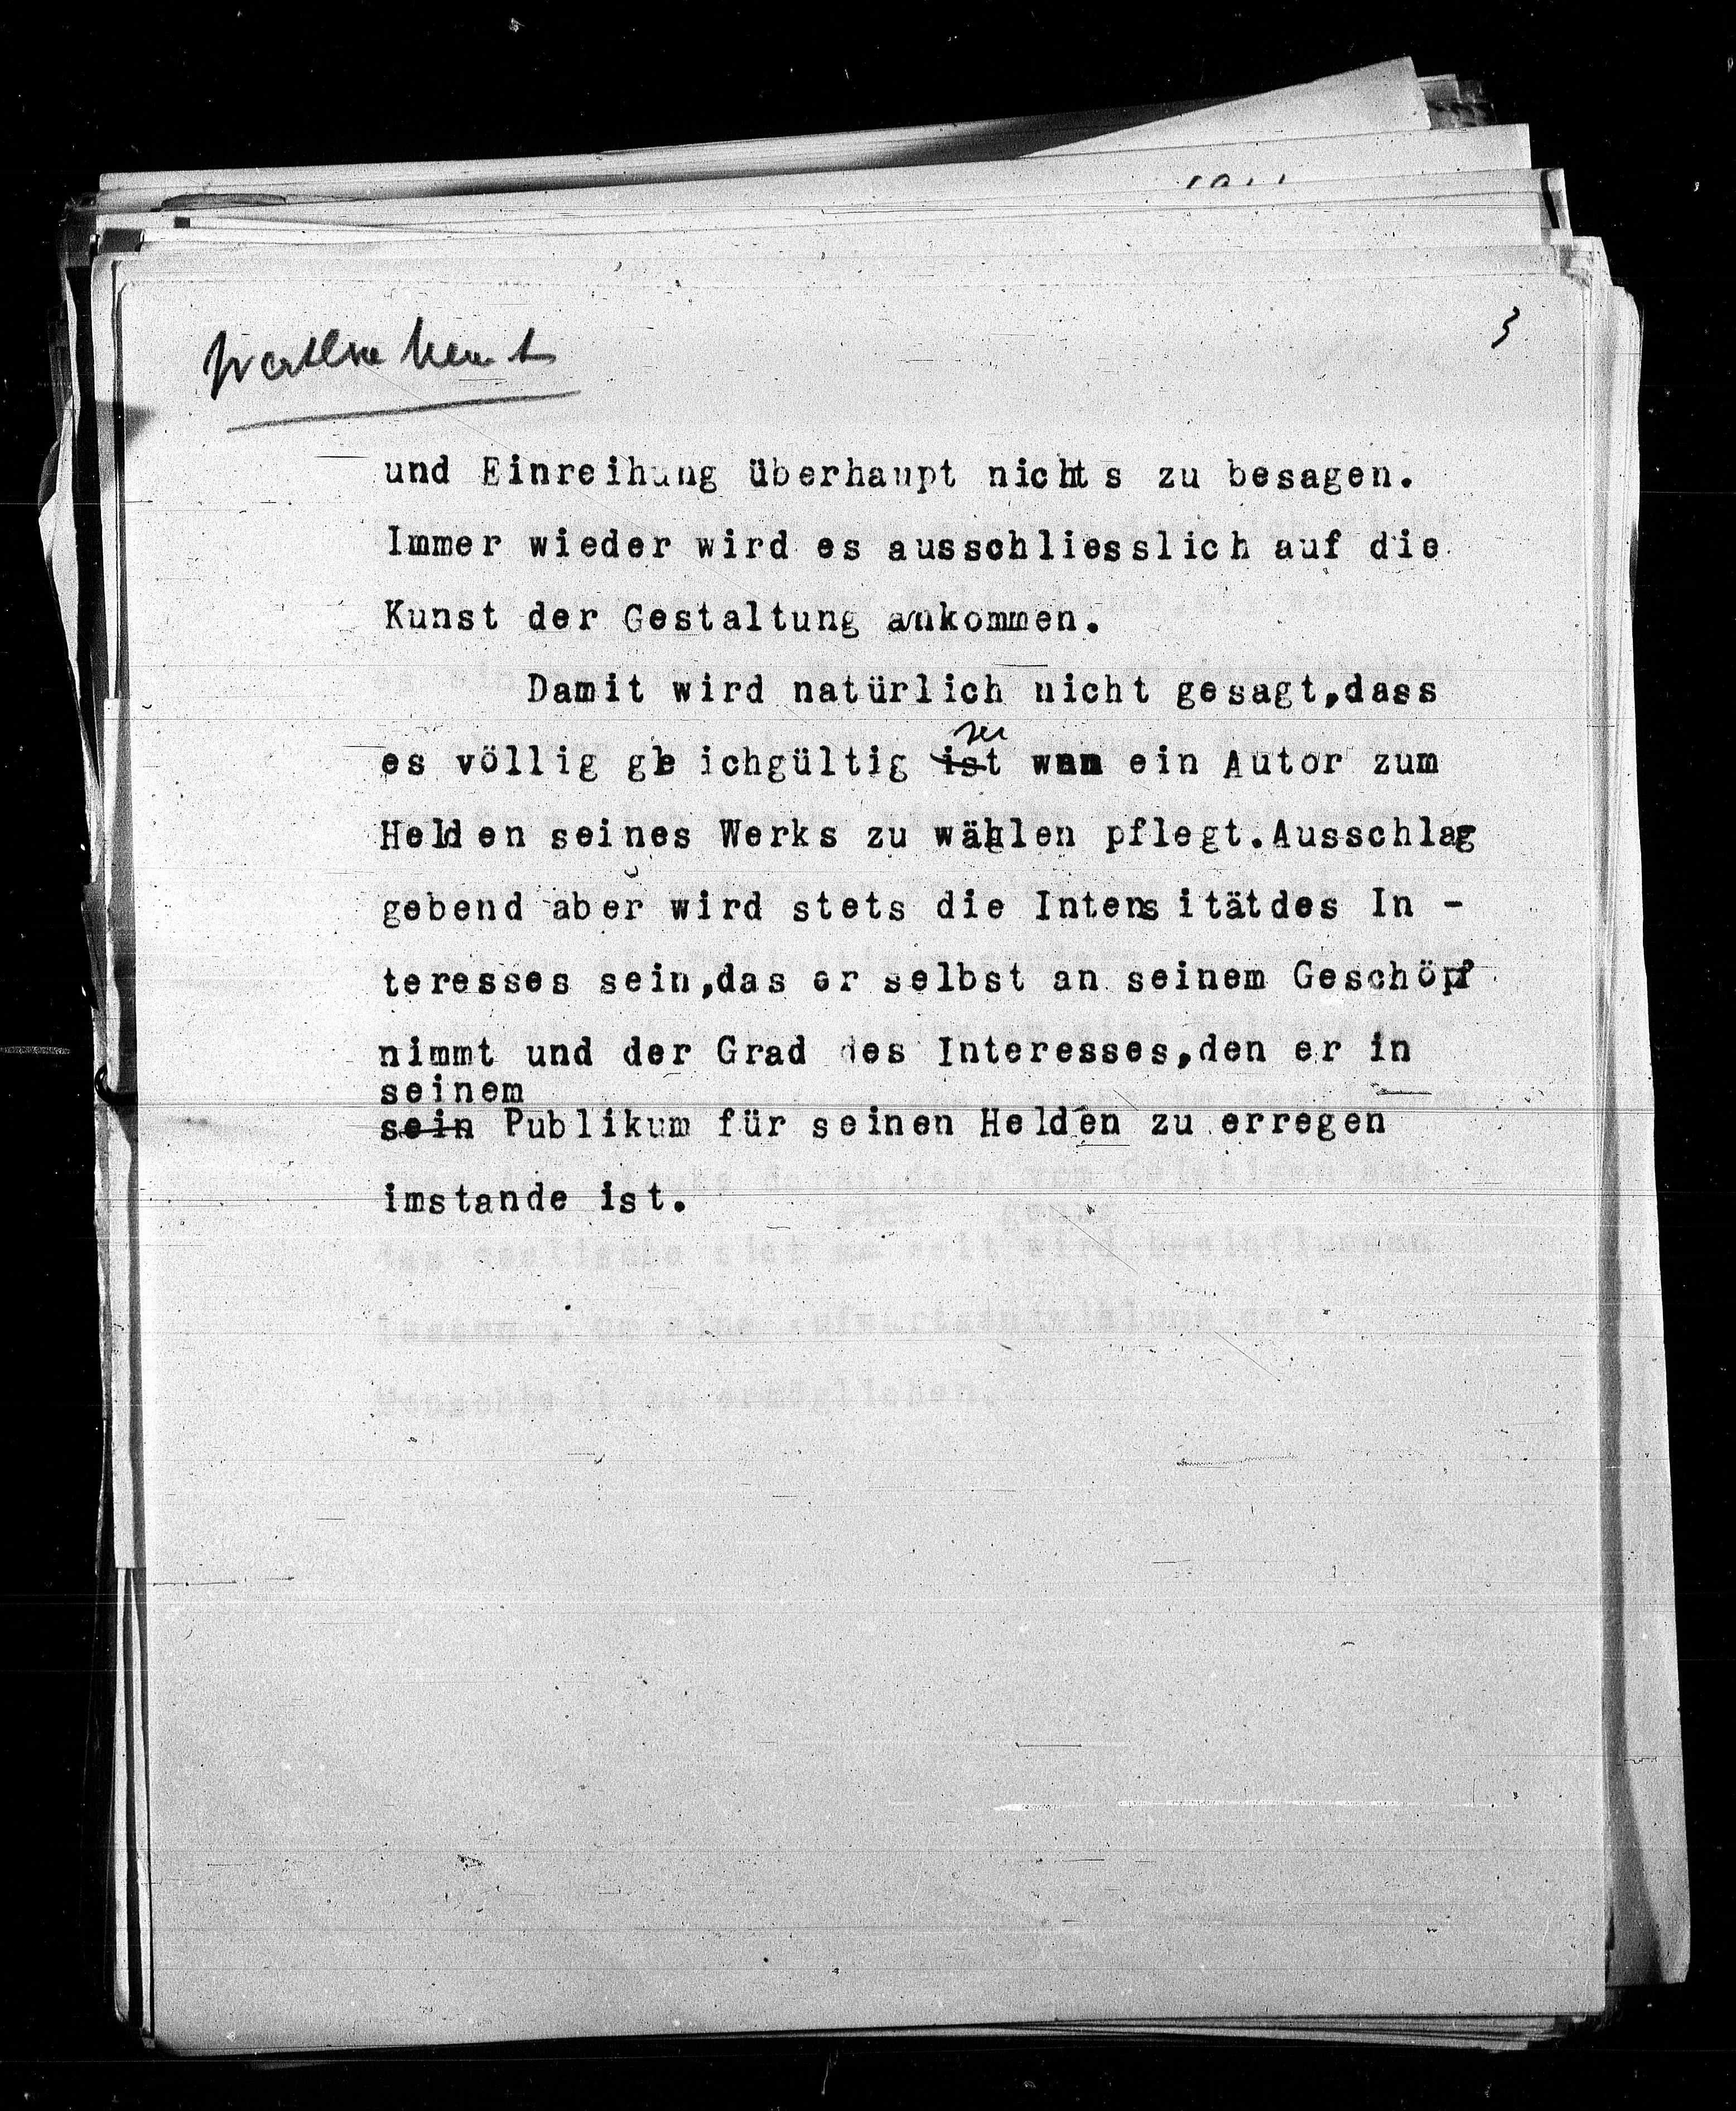 3
und Einreihung überhaupt nichts zu besagen.
Immer wieder wird es ausschliesslich auf die
Kunst der Gestaltung ankommen.
Damit wird natürlich nicht gesagt,dass
sei
es völlig gleichgültig ist wen ein Autor zum
Helden seines Werks zu wählen pflegt.Ausschlag
gebend aber wird stets die Intensität des In -
teresses sein,das er selbst an seinem Geschöpf
nimmt und der Grad des Interesses,den er in
seinem
sein Publikum für seinen Helden zu erregen
imstande ist.